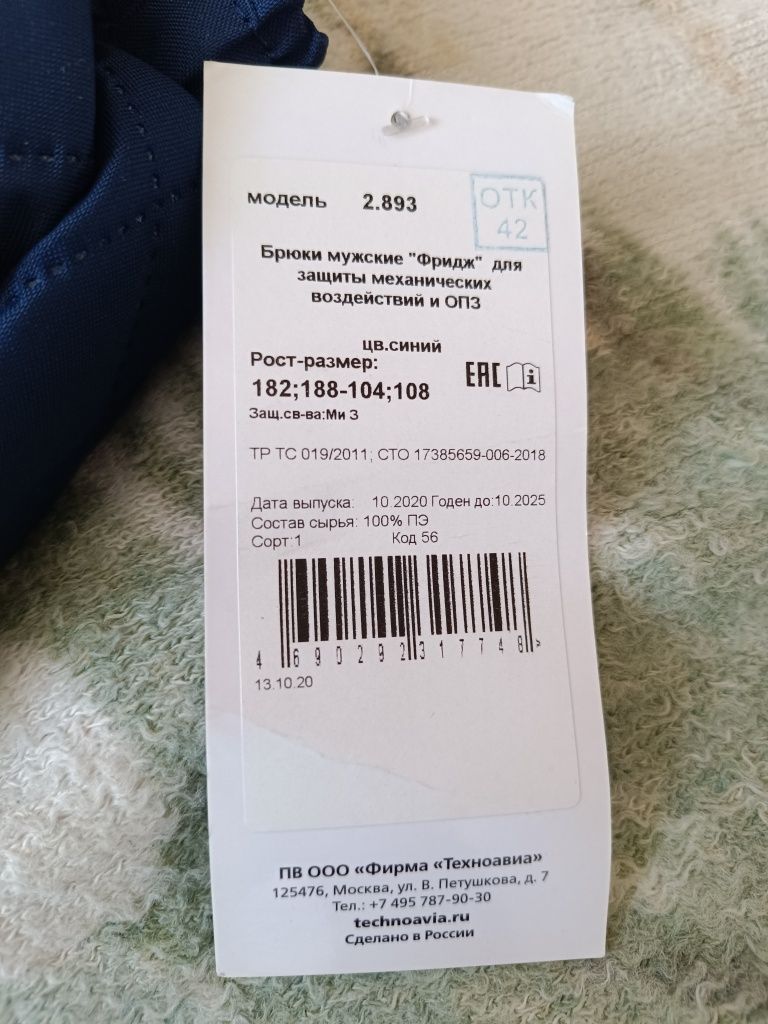 модель 2.893
ОТК
42
Брюки мужские "Фридж" для
защиты механических
воздействий и ОПЗ
цв.синий
Рост-размер:
182;188-104;108
ЕАС
Защ.св-ва:Ми З
ТР ТС 019/2011; СТО 17385659-006-2018
Дата выпуска: 10.2020 Годен до:10.2025
Состав сырья: 100% ПЭ
Сорт:1 Код 56
4 690292 317748 >
13.10.20
ПВ ООО «Фирма «Техноавиа»
125476, Москва, ул. В. Петушкова, д. 7
Тел.: +7 495 787-90-30
technoavia.ru
Сделано в России